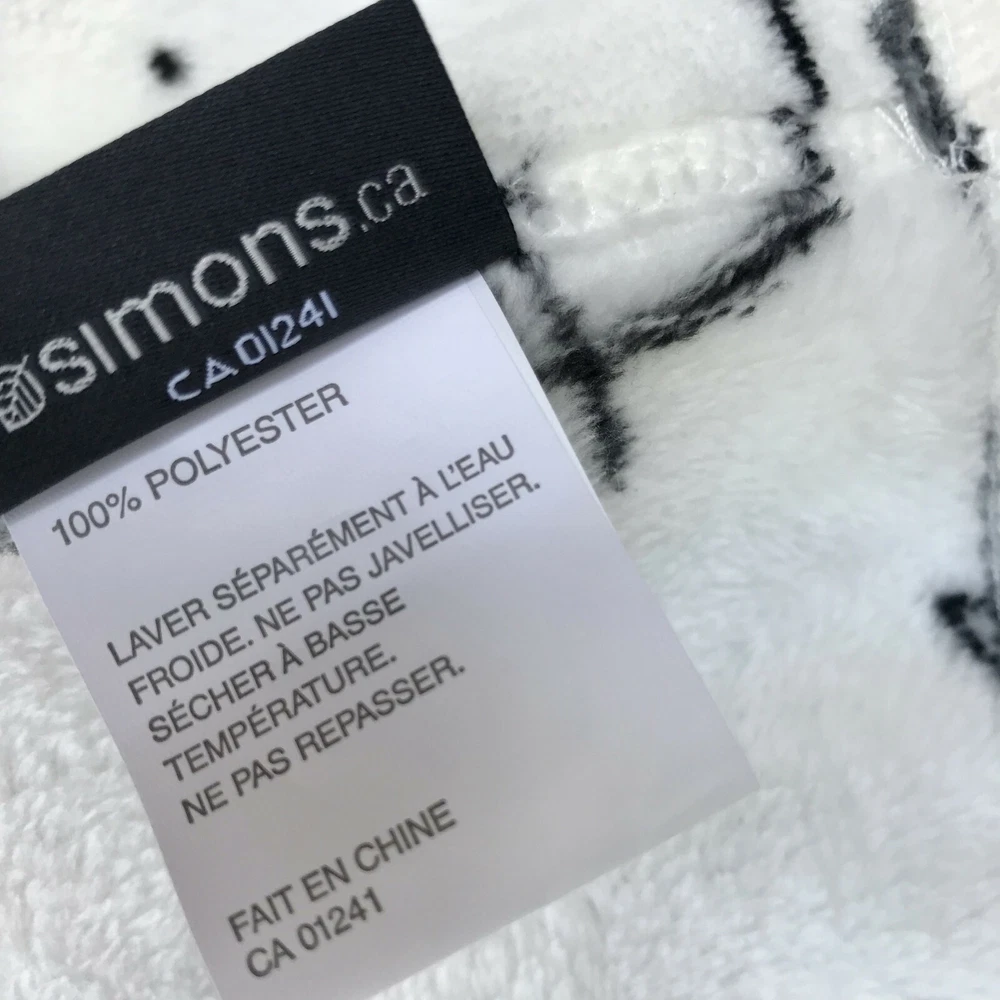 simons.ca
CA 01241
100% POLYESTER
LAVER SÉPARÉMENT À L'EAU
FROIDE. NE PAS JAVELLISER.
SÉCHER À BASSE
TEMPÉRATURE.
NE PAS REPASSER.
FAIT EN CHINE
CA 01241